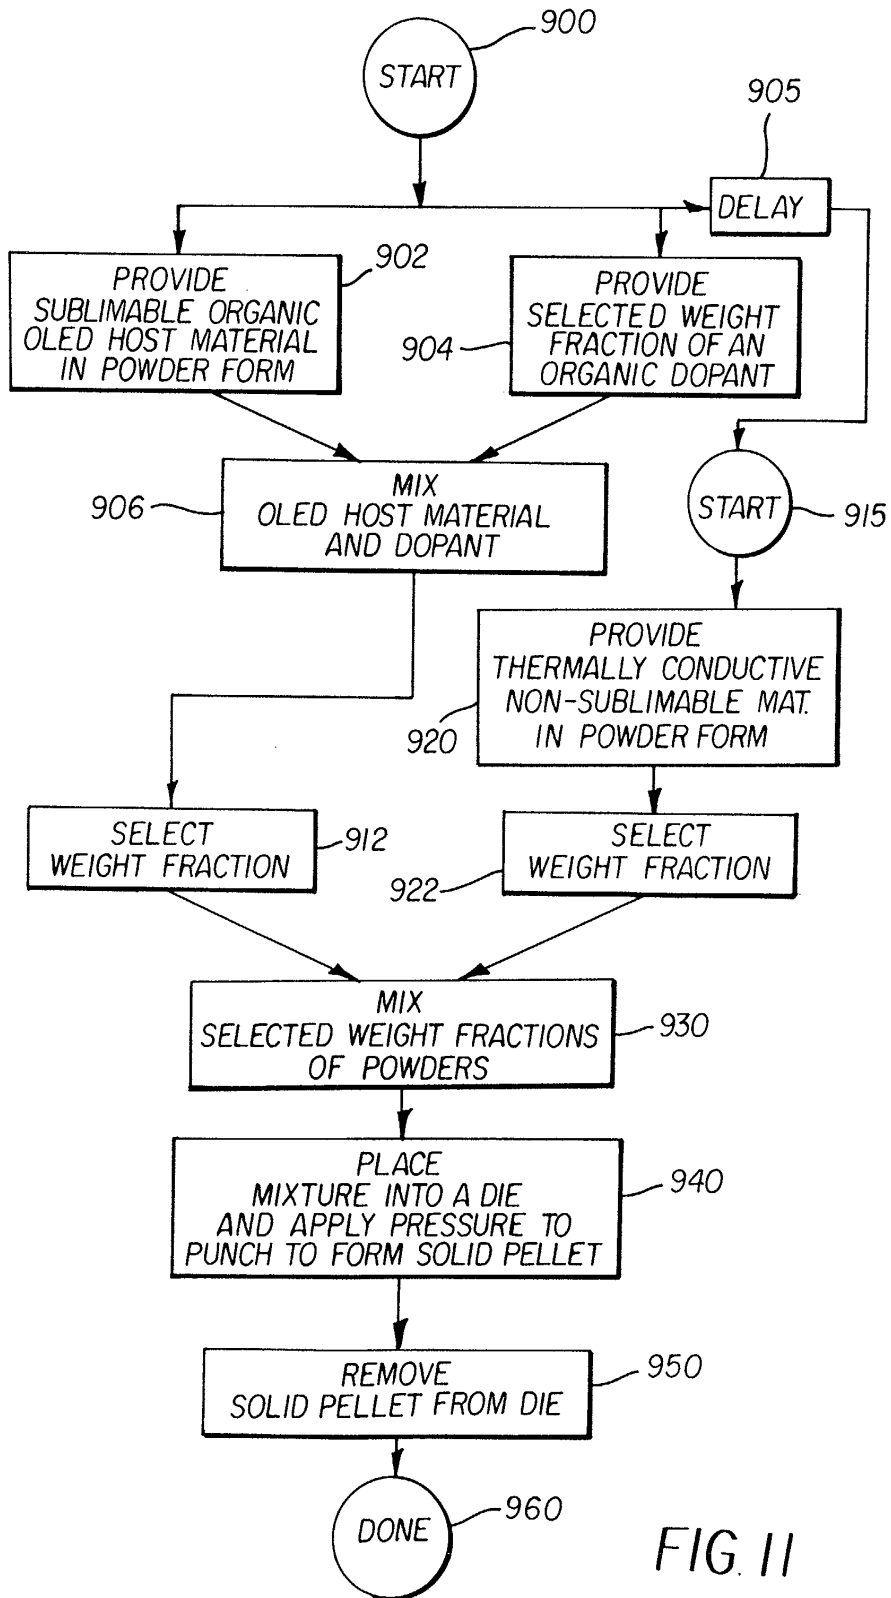 900
START
905
DELAY
902
PROVIDE
SUBLIMABLE ORGANIC
OLED HOST MATERIAL
IN POWDER FORM
904
PROVIDE
SELECTED WEIGHT
FRACTION OF AN
ORGANIC DOPANT
906
MIX
OLED HOST MATERIAL
AND DOPANT
START
915
PROVIDE
THERMALLY CONDUCTIVE
NON-SUBLIMABLE MAT.
IN POWDER FORM
920
SELECT
WEIGHT FRACTION
912
SELECT
WEIGHT FRACTION
922
MIX
SELECTED WEIGHT FRACTIONS
OF POWDERS
930
PLACE
MIXTURE INTO A DIE
AND APPLY PRESSURE TO
PUNCH TO FORM SOLID PELLET
940
REMOVE
SOLID PELLET FROM DIE
950
DONE
960
FIG. 11